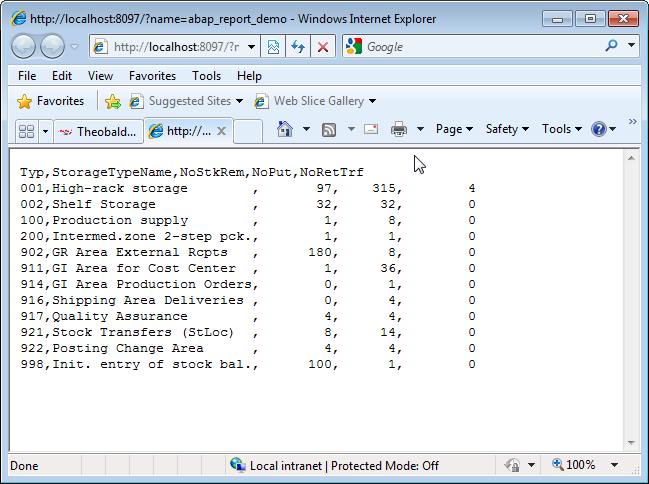 http://localhost:8097/?name=abap_report_demo - Windows Internet Explorer
http://localhost:8097/?r
Google
File Edit View Favorites Tools Help
Favorites Suggested Sites Web Slice Gallery
Theobald... http://... Page Safety Tools
Typ,StorageTypeName,NoStkRem,NoPut,NoRetTrf
001,High-rack storage        ,      97,    315,        4
002,Shelf Storage            ,      32,     32,        0
100,Production supply        ,       1,      8,        0
200,Intermed.zone 2-step pck.,       1,      1,        0
902,GR Area External Rcpts   ,     180,      8,        0
911,GI Area for Cost Center  ,       1,     36,        0
914,GI Area Production Orders,       0,      1,        0
916,Shipping Area Deliveries ,       0,      4,        0
917,Quality Assurance        ,       4,      4,        0
921,Stock Transfers (StLoc)  ,       8,     14,        0
922,Posting Change Area      ,       4,      4,        0
998,Init. entry of stock bal.,     100,      1,        0
Done Local intranet | Protected Mode: Off 100%